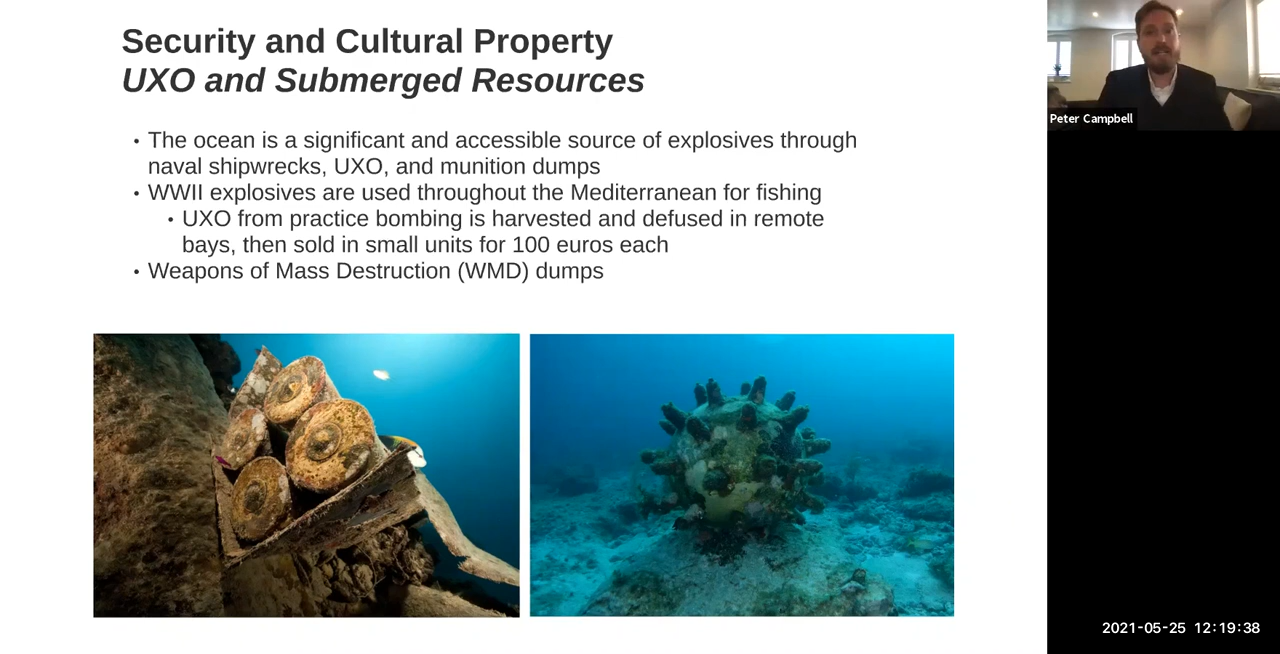 Security and Cultural Property
UXO and Submerged Resources
• The ocean is a significant and accessible source of explosives through
naval shipwrecks, UXO, and munition dumps
• WWII explosives are used throughout the Mediterranean for fishing
• UXO from practice bombing is harvested and defused in remote
bays, then sold in small units for 100 euros each
• Weapons of Mass Destruction (WMD) dumps
Peter Campbell
2021-05-25 12:19:38